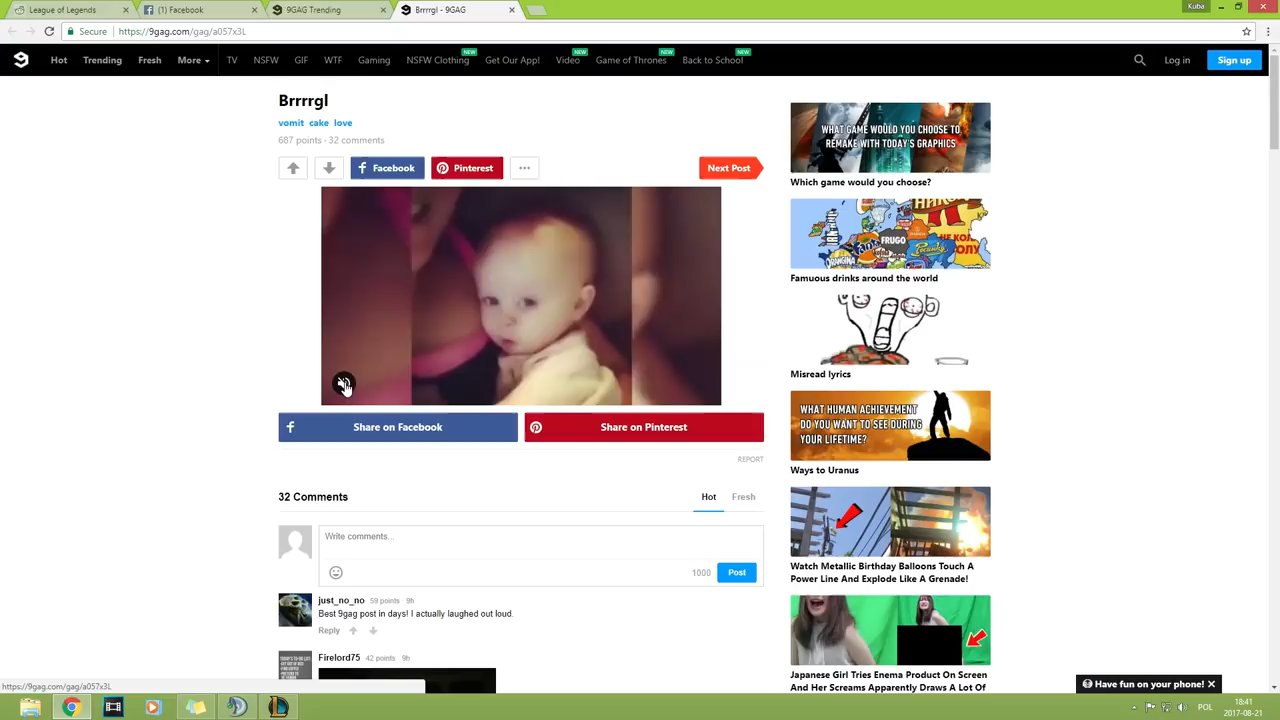 League of Legends
(1) Facebook
9GAG Trending
Brrrrgl - 9GAG
Kuba
Secure
https://9gag.com/gag/a057x3L
Hot
Trending
Fresh
More
TV
NSFW
GIF
WTF
Gaming
NSFW Clothing
NEW
Get Our App!
Video
NEW
Game of Thrones
NEW
Back to School
NEW
Log in
Sign up
Brrrrgl
vomit cake love
687 points · 32 comments
Facebook
Pinterest
Next Post
Share on Facebook
Share on Pinterest
REPORT
32 Comments
Hot
Fresh
Write comments...
1000
Post
just_no_no 59 points · 9h
Best 9gag post in days! I actually laughed out loud.
Reply
Firelord75 42 points · 9h
WHAT GAME WOULD YOU CHOOSE TO
REMAKE WITH TODAY'S GRAPHICS
Which game would you choose?
FRUGO
Fanta
ORANGINA
Famuous drinks around the world
Misread lyrics
WHAT HUMAN ACHIEVEMENT
DO YOU WANT TO SEE DURING
YOUR LIFETIME?
Ways to Uranus
Watch Metallic Birthday Balloons Touch A
Power Line And Explode Like A Grenade!
Japanese Girl Tries Enema Product On Screen
And Her Screams Apparently Draws A Lot Of
Have fun on your phone!
https://9gag.com/gag/a057x3L
POL
18:41
2017-08-21